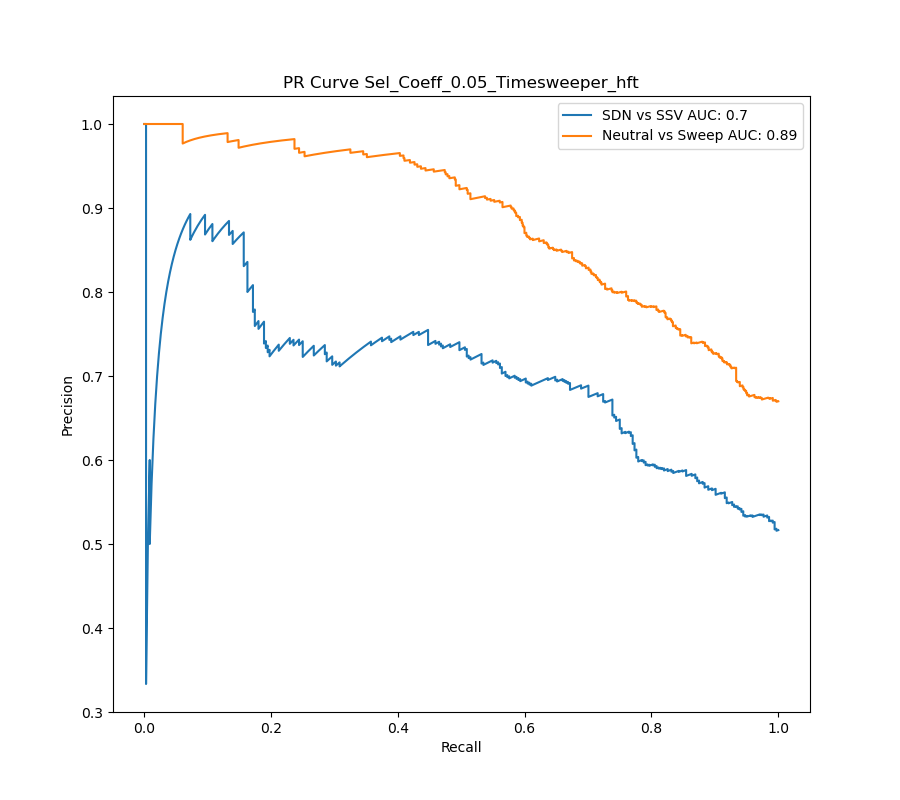 PR Curve Sel_Coeff_0.05_Timesweeper_hft
SDN vs SSV AUC: 0.7
Neutral vs Sweep AUC: 0.89
1.0
0.9
0.8
0.7
0.6
0.5
0.4
0.3
Precision
0.0 0.2 0.4 0.6 0.8 1.0
Recall